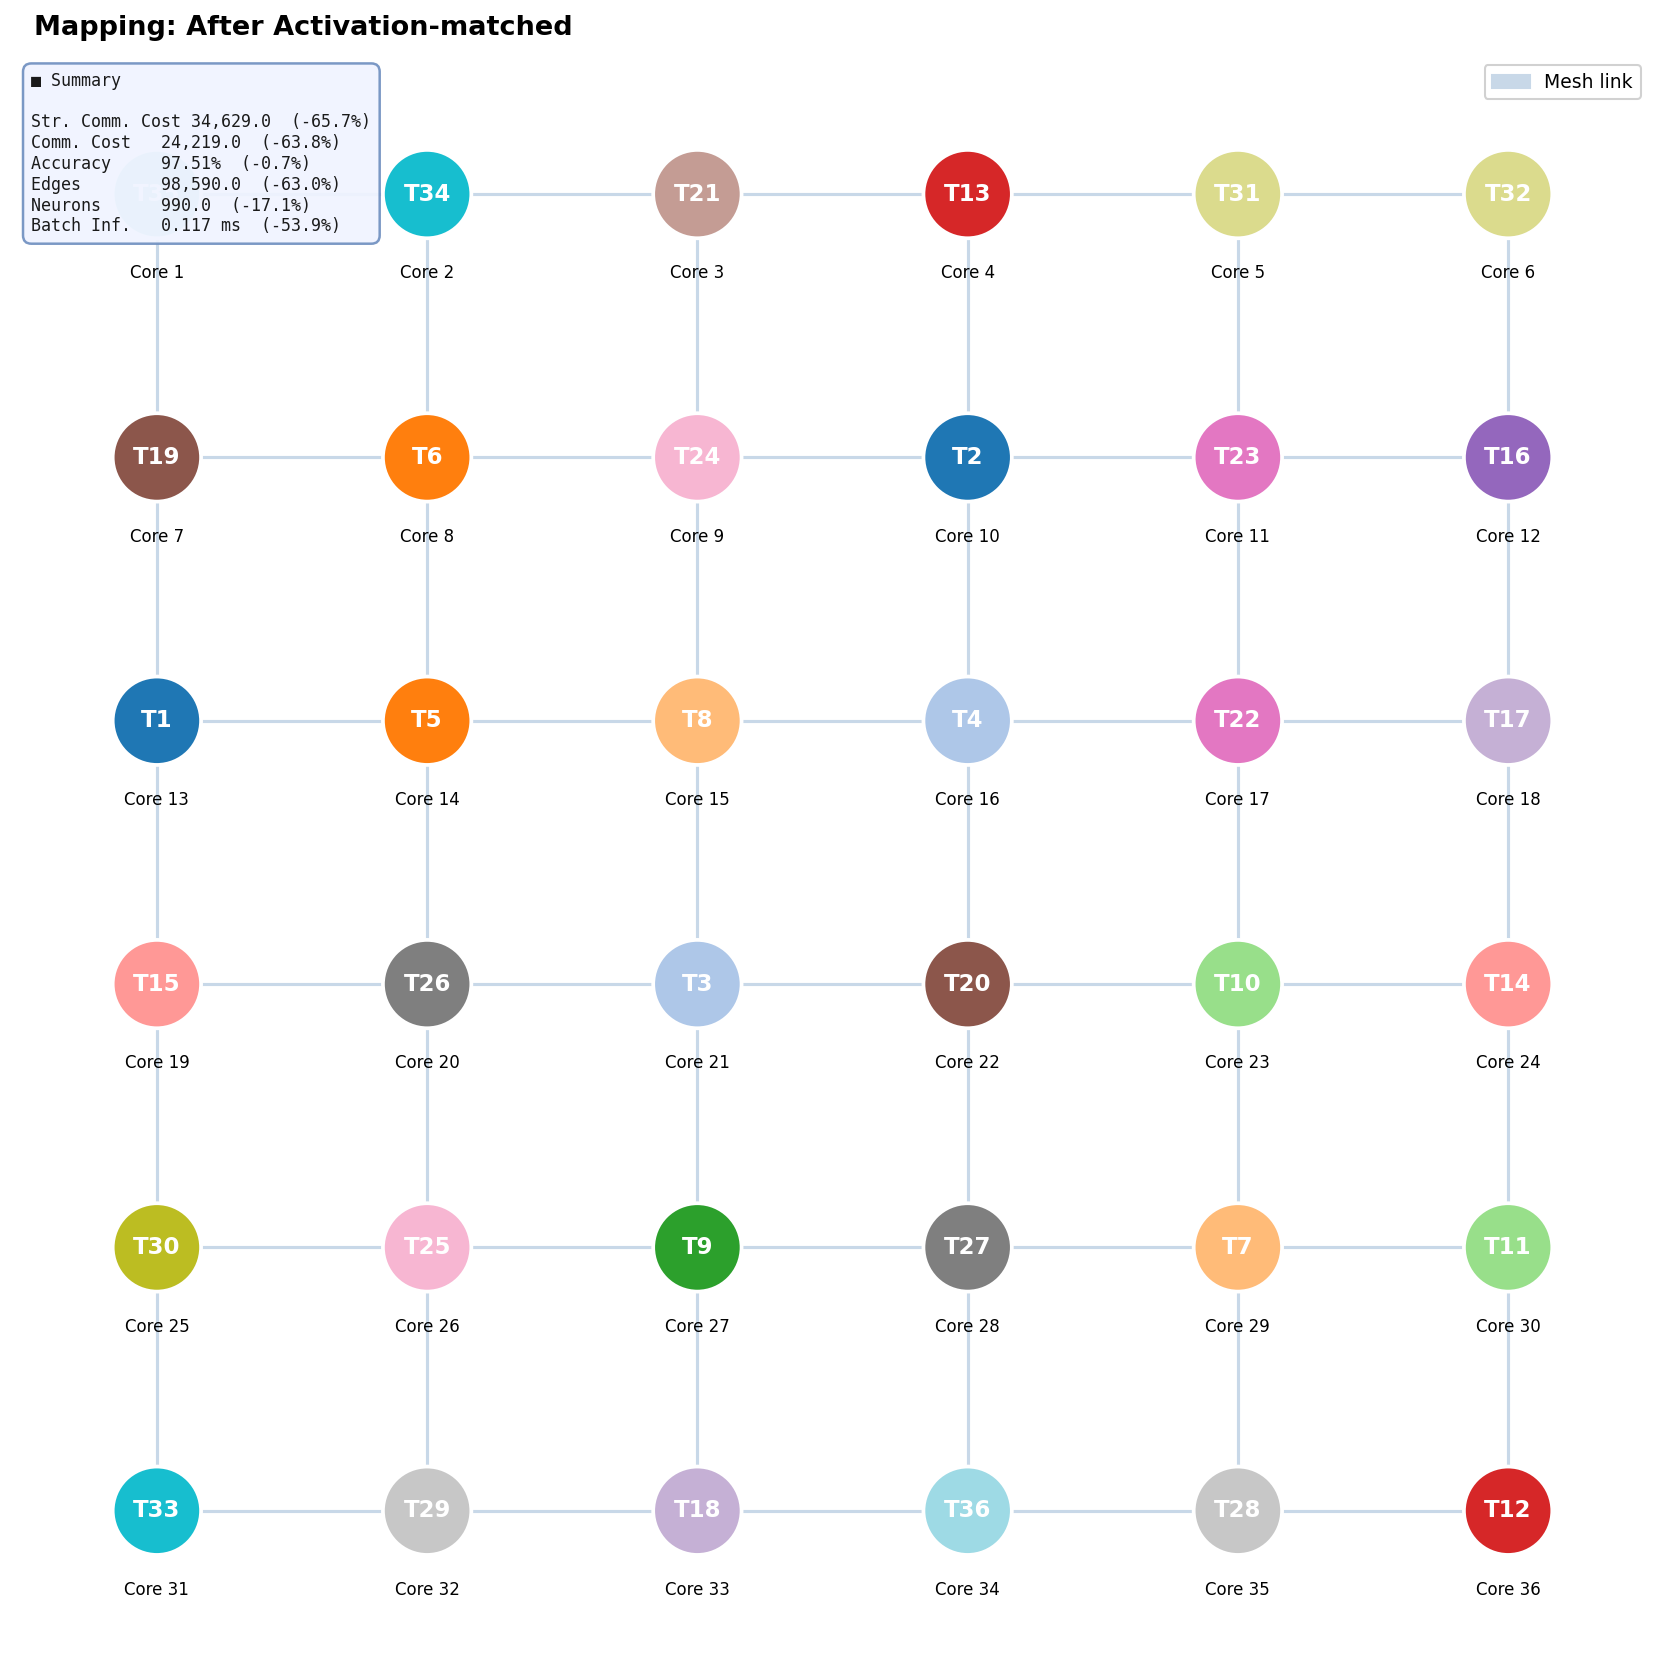 Mapping: After Activation-matched
■ Summary
Str. Comm. Cost 34,629.0 (-65.7%)
Comm. Cost 24,219.0 (-63.8%)
Accuracy 97.51% (-0.7%)
Edges 98,590.0 (-63.0%)
Neurons 990.0 (-17.1%)
Batch Inf. 0.117 ms (-53.9%)
Mesh link
T34 T21 T13 T31 T32
Core 1 Core 2 Core 3 Core 4 Core 5 Core 6
T19 T6 T24 T2 T23 T16
Core 7 Core 8 Core 9 Core 10 Core 11 Core 12
T1 T5 T8 T4 T22 T17
Core 13 Core 14 Core 15 Core 16 Core 17 Core 18
T15 T26 T3 T20 T10 T14
Core 19 Core 20 Core 21 Core 22 Core 23 Core 24
T30 T25 T9 T27 T7 T11
Core 25 Core 26 Core 27 Core 28 Core 29 Core 30
T33 T29 T18 T36 T28 T12
Core 31 Core 32 Core 33 Core 34 Core 35 Core 36